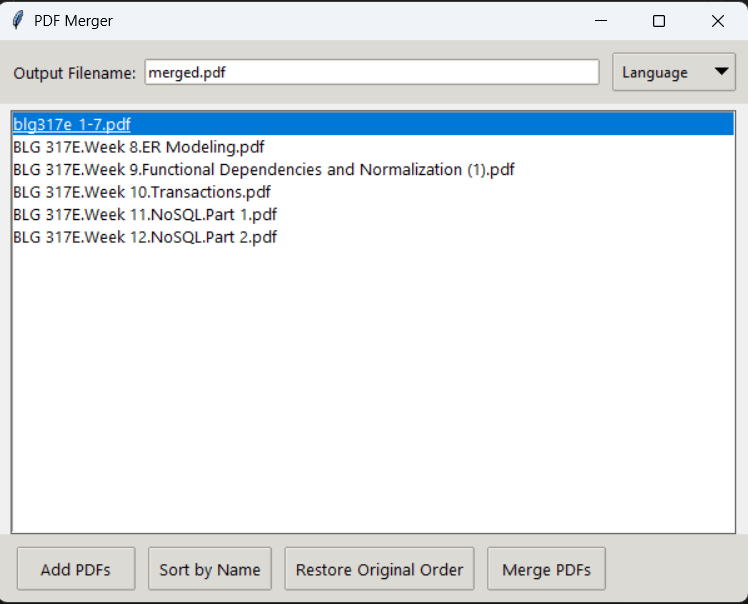 PDF Merger
Output Filename: merged.pdf Language
blg317e_1-7.pdf
BLG 317E.Week 8.ER Modeling.pdf
BLG 317E.Week 9.Functional Dependencies and Normalization (1).pdf
BLG 317E.Week 10.Transactions.pdf
BLG 317E.Week 11.NoSQL.Part 1.pdf
BLG 317E.Week 12.NoSQL.Part 2.pdf
Add PDFs Sort by Name Restore Original Order Merge PDFs